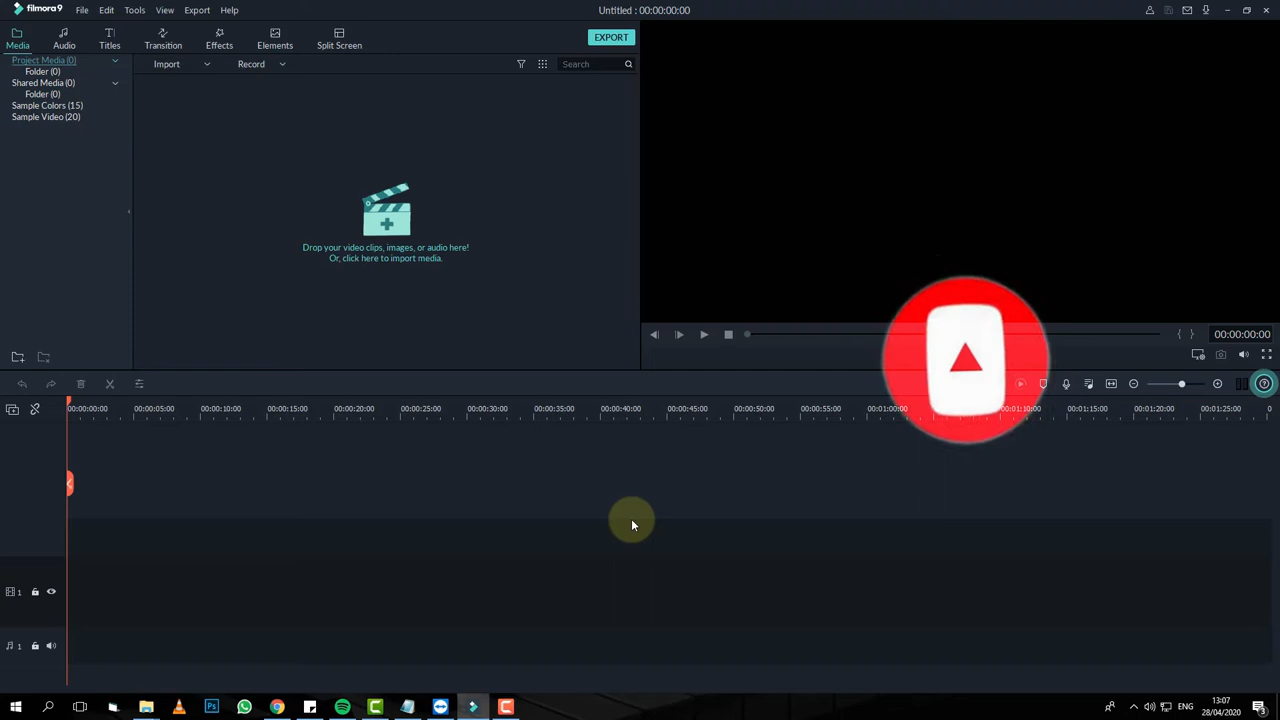 filmora9 File Edit Tools View Export Help Untitled : 00:00:00:00
Media Audio Titles Transition Effects Elements Split Screen EXPORT
Project Media (0)
Folder (0)
Shared Media (0)
Folder (0)
Sample Colors (15)
Sample Video (20)
Import Record Search
Drop your video clips, images, or audio here!
Or, click here to import media.
00:00:00:00
00:00:00:00 00:00:05:00 00:00:10:00 00:00:15:00 00:00:20:00 00:00:25:00 00:00:30:00 00:00:35:00 00:00:40:00 00:00:45:00 00:00:50:00 00:00:55:00 00:01:00:00 00:01:10:00 00:01:15:00 00:01:20:00 00:01:25:00 0
1
1
Ps ENG 13:07
28/04/2020